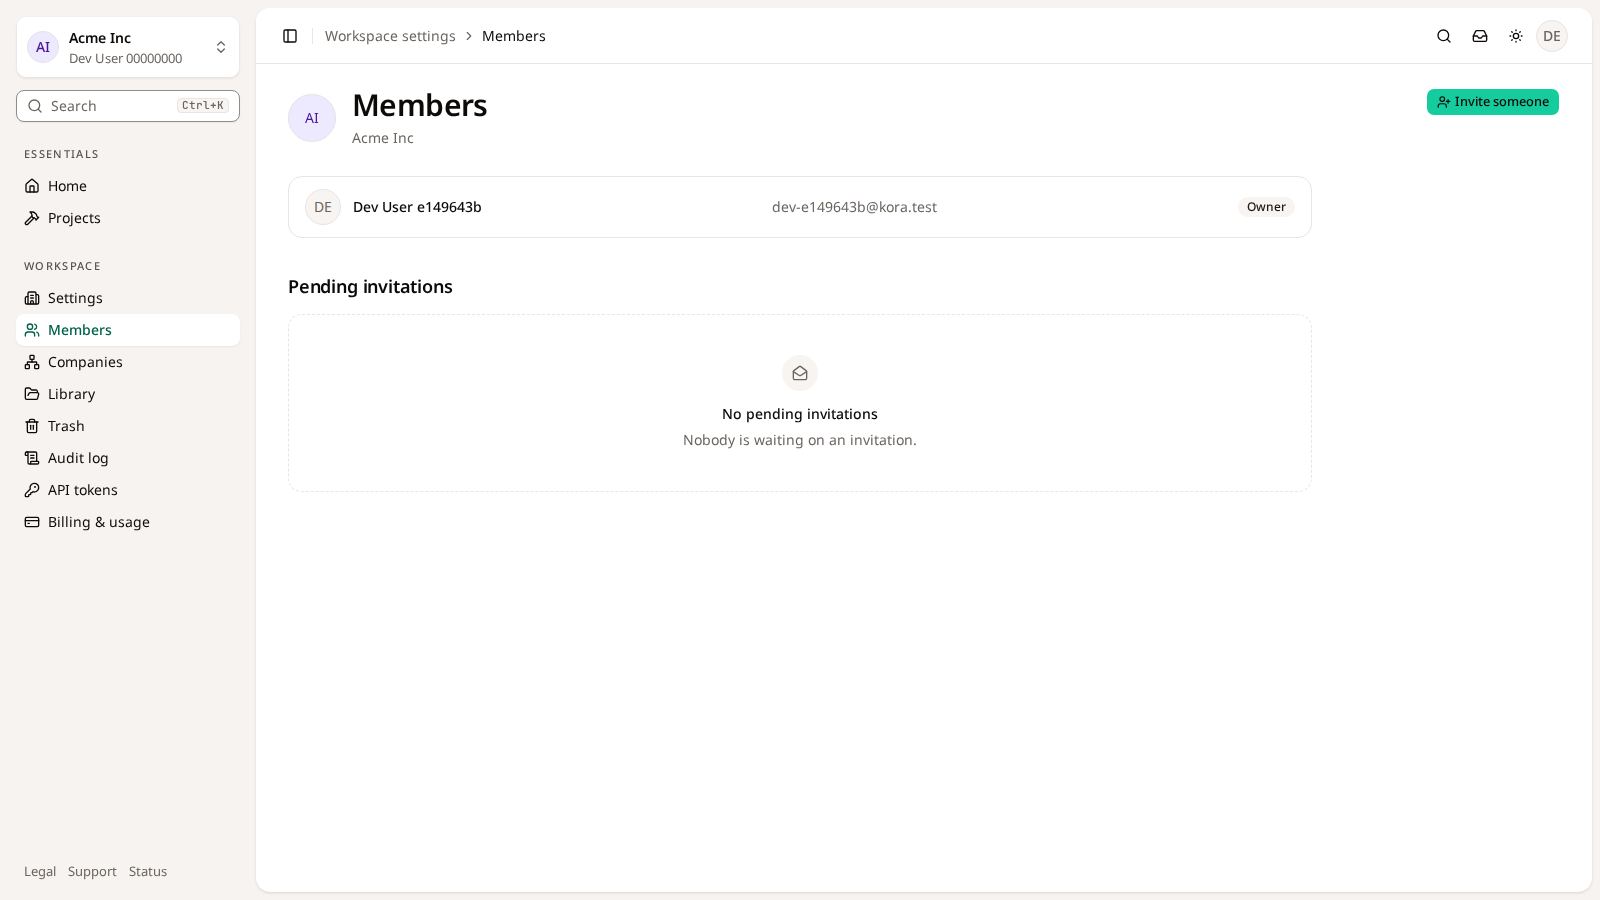 AI
Acme Inc
Dev User 00000000
Search
Ctrl+K
ESSENTIALS
Home
Projects
WORKSPACE
Settings
Members
Companies
Library
Trash
Audit log
API tokens
Billing & usage
Legal Support Status
Workspace settings > Members
DE
AI
Members
Acme Inc
Invite someone
DE
Dev User e149643b
dev-e149643b@kora.test
Owner
Pending invitations
No pending invitations
Nobody is waiting on an invitation.